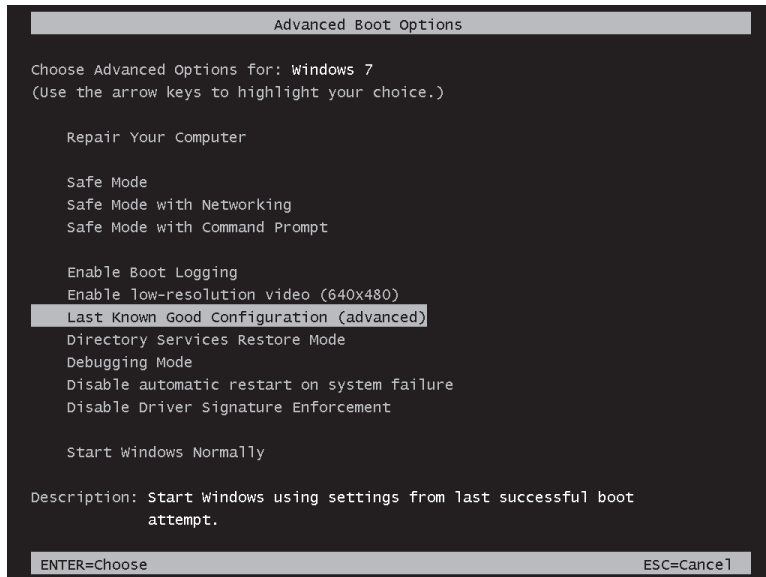 Advanced Boot Options
Choose Advanced Options for: Windows 7
(Use the arrow keys to highlight your choice.)
Repair Your Computer
Safe Mode
Safe Mode with Networking
Safe Mode with Command Prompt
Enable Boot Logging
Enable low-resolution video (640x480)
Last Known Good Configuration (advanced)
Directory Services Restore Mode
Debugging Mode
Disable automatic restart on system failure
Disable Driver Signature Enforcement
Start Windows Normally
Description: Start Windows using settings from last successful boot
attempt.
ENTER=Choose ESC=Cancel